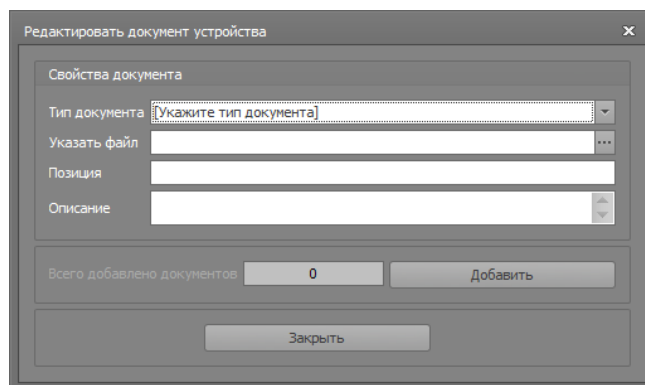 Редактировать документ устройства
Свойства документа
Тип документа [Укажите тип документа]
Указать файл
Позиция
Описание
Всего добавлено документов 0 Добавить
Закрыть